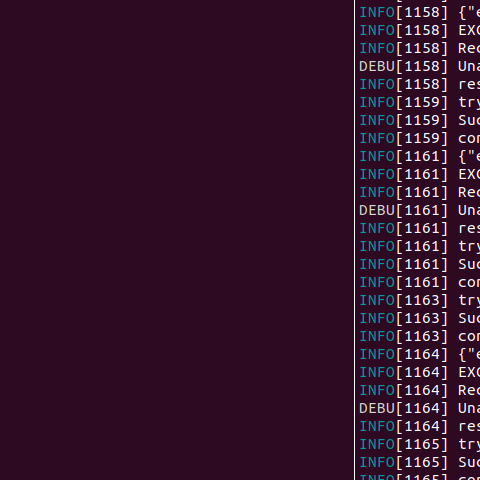 INFO[1158] {"e
INFO[1158] EXC
INFO[1158] Rec
DEBU[1158] Una
INFO[1158] res
INFO[1159] try
INFO[1159] Suc
INFO[1159] con
INFO[1161] {"e
INFO[1161] EXC
INFO[1161] Rec
DEBU[1161] Una
INFO[1161] res
INFO[1161] try
INFO[1161] Suc
INFO[1161] con
INFO[1163] try
INFO[1163] Suc
INFO[1163] con
INFO[1164] {"e
INFO[1164] EXC
INFO[1164] Rec
DEBU[1164] Una
INFO[1164] res
INFO[1165] try
INFO[1165] Suc
INFO[1165] con